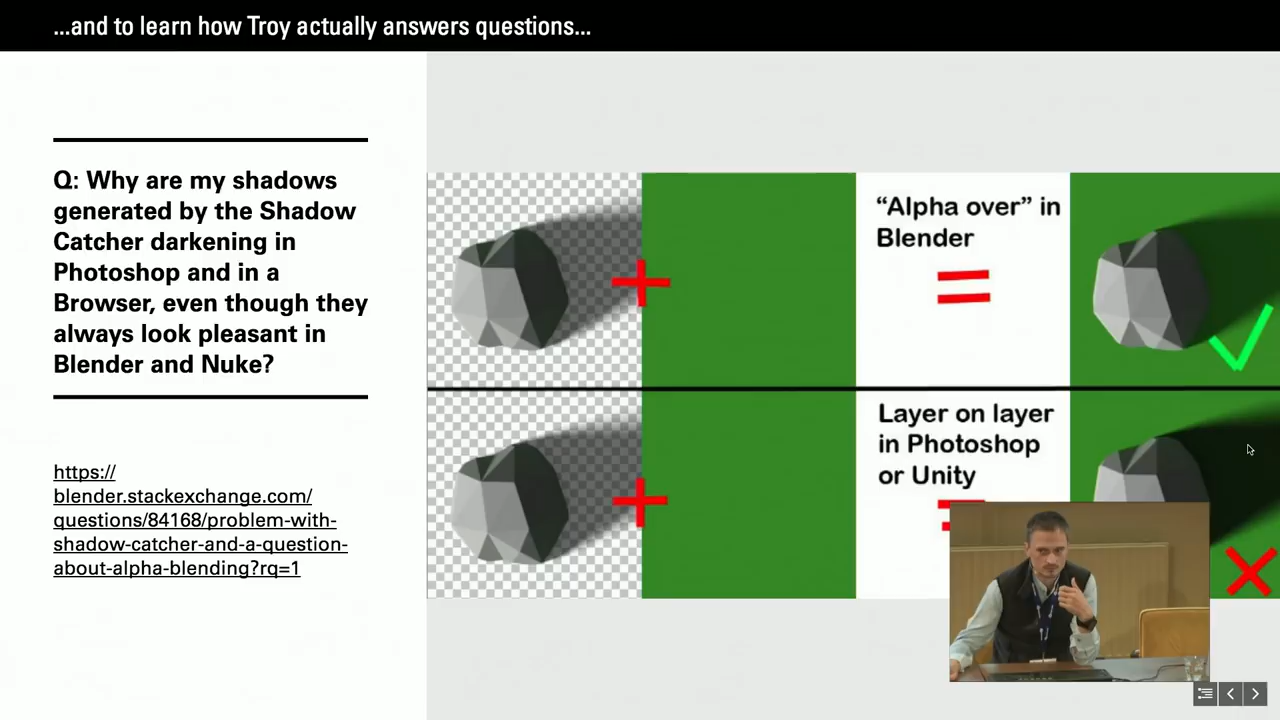 ...and to learn how Troy actually answers questions...
Q: Why are my shadows
generated by the Shadow
Catcher darkening in
Photoshop and in a
Browser, even though they
always look pleasant in
Blender and Nuke?
https://
blender.stackexchange.com/
questions/84168/problem-with-
shadow-catcher-and-a-question-
about-alpha-blending?rq=1
“Alpha over” in
Blender
Layer on layer
in Photoshop
or Unity